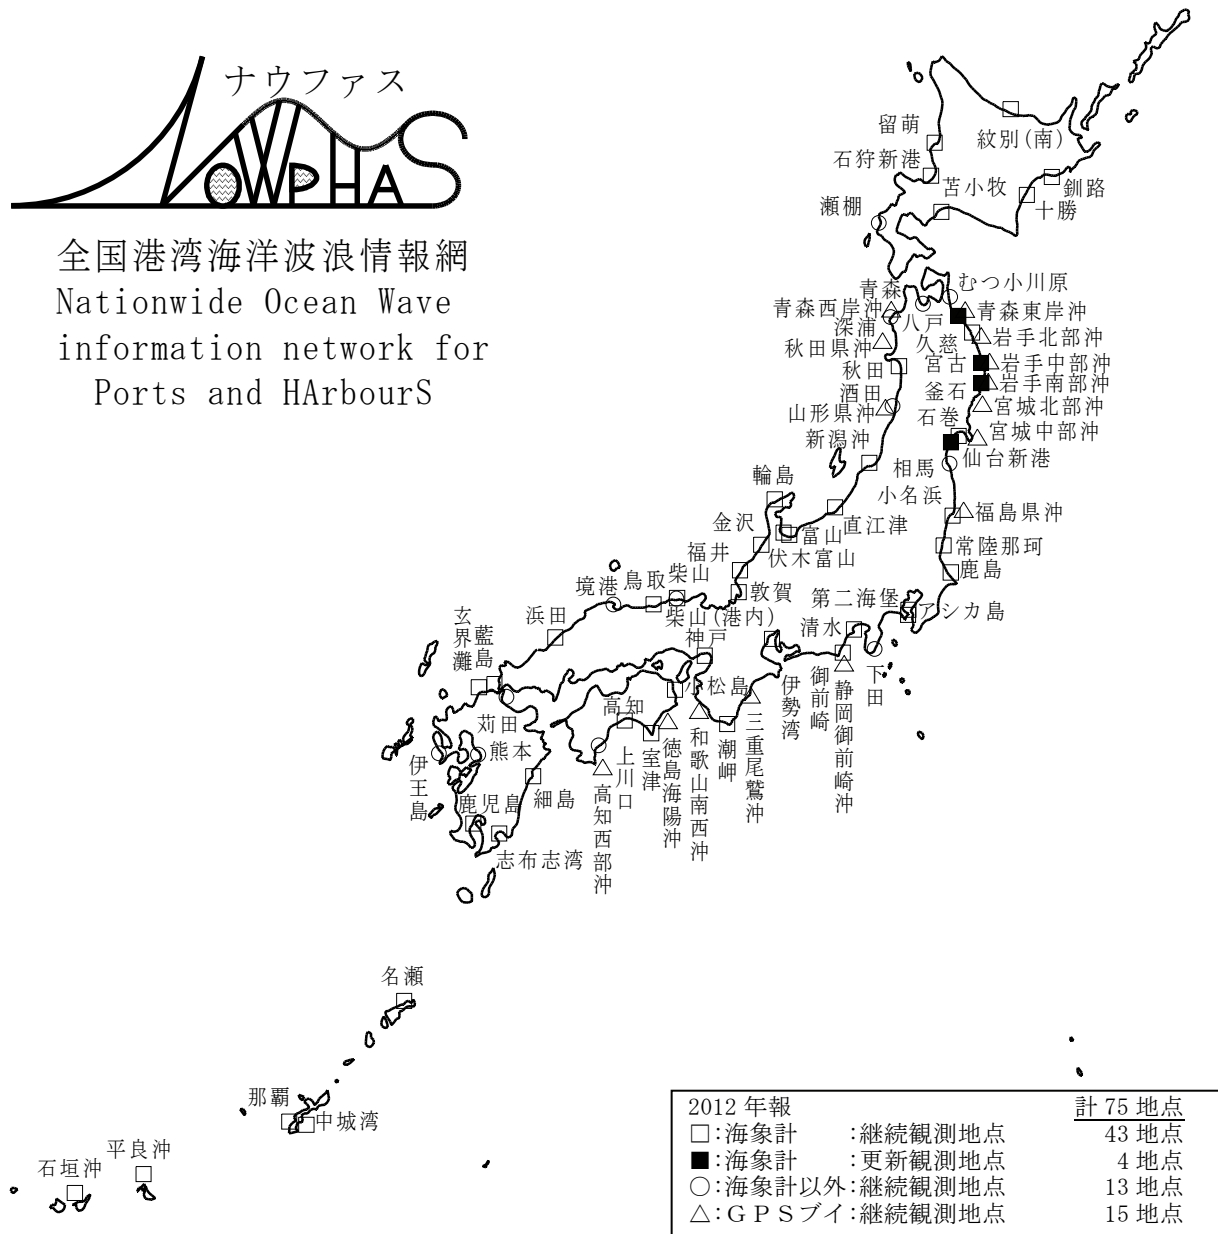 ナウファス
NOWPHAS
全国港湾海洋波浪情報網
Nationwide Ocean Wave
information network for
Ports and HArbourS
留萌
紋別(南)
石狩新港
苫小牧
釧路
十勝
瀬棚
むつ小川原
青森
青森西岸沖
青森東岸沖
深浦
八戸
久慈
岩手北部沖
秋田県沖
秋田
宮古
岩手中部沖
酒田
釜石
岩手南部沖
山形県沖
石巻
宮城北部沖
新潟沖
宮城中部沖
仙台新港
相馬
輪島
小名浜
福島県沖
金沢
直江津
富山
伏木富山
常陸那珂
福井
鹿島
柴山
鳥取
境港
敦賀
第二海堡
アシカ島
柴山(港内)
浜田
玄界灘
藍島
神戸
清水
小松島
伊勢湾
御前崎
静岡御前崎沖
下田
高知
苅田
熊本
伊王島
上川口
室津
徳島海陽沖
和歌山南西沖
潮岬
三重尾鷲沖
高知西部沖
鹿児島
細島
志布志湾
名瀬
那覇
中城湾
平良沖
石垣沖
2012 年報 計 75 地点
□:海象計 :継続観測地点 43 地点
■:海象計 :更新観測地点 4 地点
○:海象計以外:継続観測地点 13 地点
△:ＧＰＳブイ:継続観測地点 15 地点